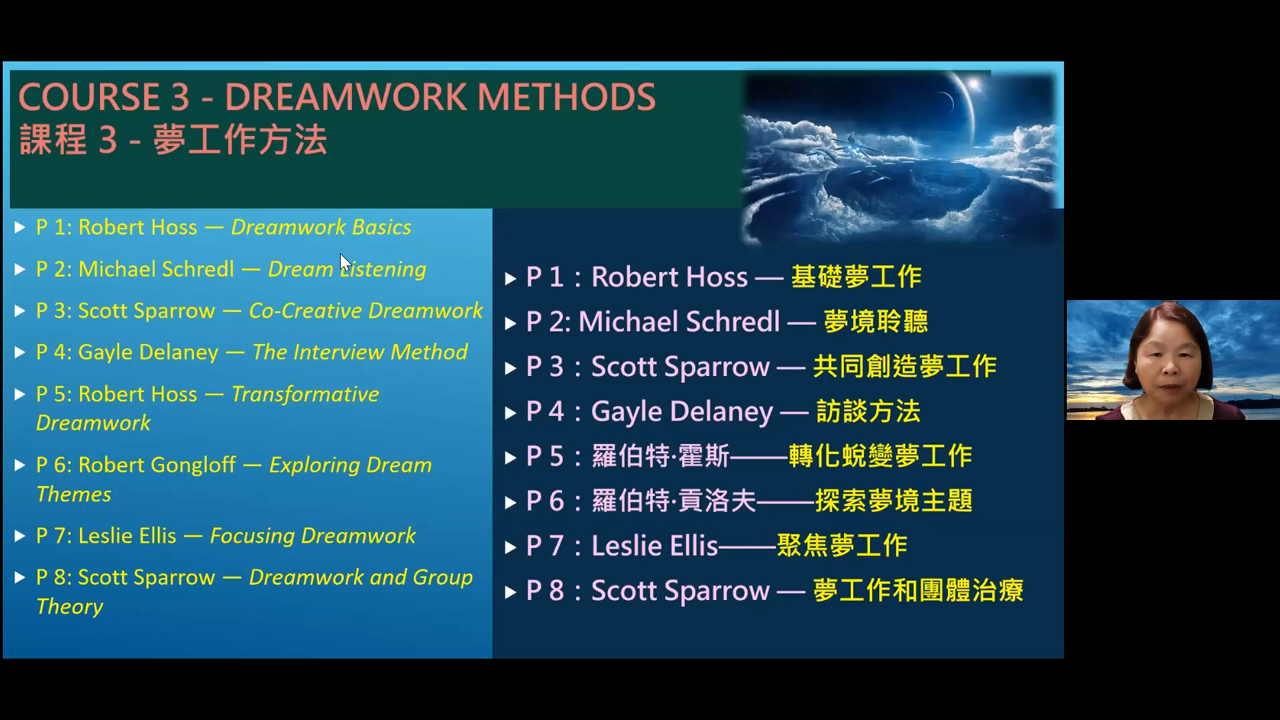 COURSE 3 - DREAMWORK METHODS
課程 3 - 夢工作方法
P 1: Robert Hoss — Dreamwork Basics
P 2: Michael Schredl — Dream Listening
P 3: Scott Sparrow — Co-Creative Dreamwork
P 4: Gayle Delaney — The Interview Method
P 5: Robert Hoss — Transformative
Dreamwork
P 6: Robert Gongloff — Exploring Dream
Themes
P 7: Leslie Ellis — Focusing Dreamwork
P 8: Scott Sparrow — Dreamwork and Group
Theory
P 1：Robert Hoss — 基礎夢工作
P 2: Michael Schredl — 夢境聆聽
P 3：Scott Sparrow — 共同創造夢工作
P 4：Gayle Delaney — 訪談方法
P 5：羅伯特·霍斯——轉化蛻變夢工作
P 6：羅伯特·貢洛夫——探索夢境主題
P 7：Leslie Ellis——聚焦夢工作
P 8：Scott Sparrow — 夢工作和團體治療